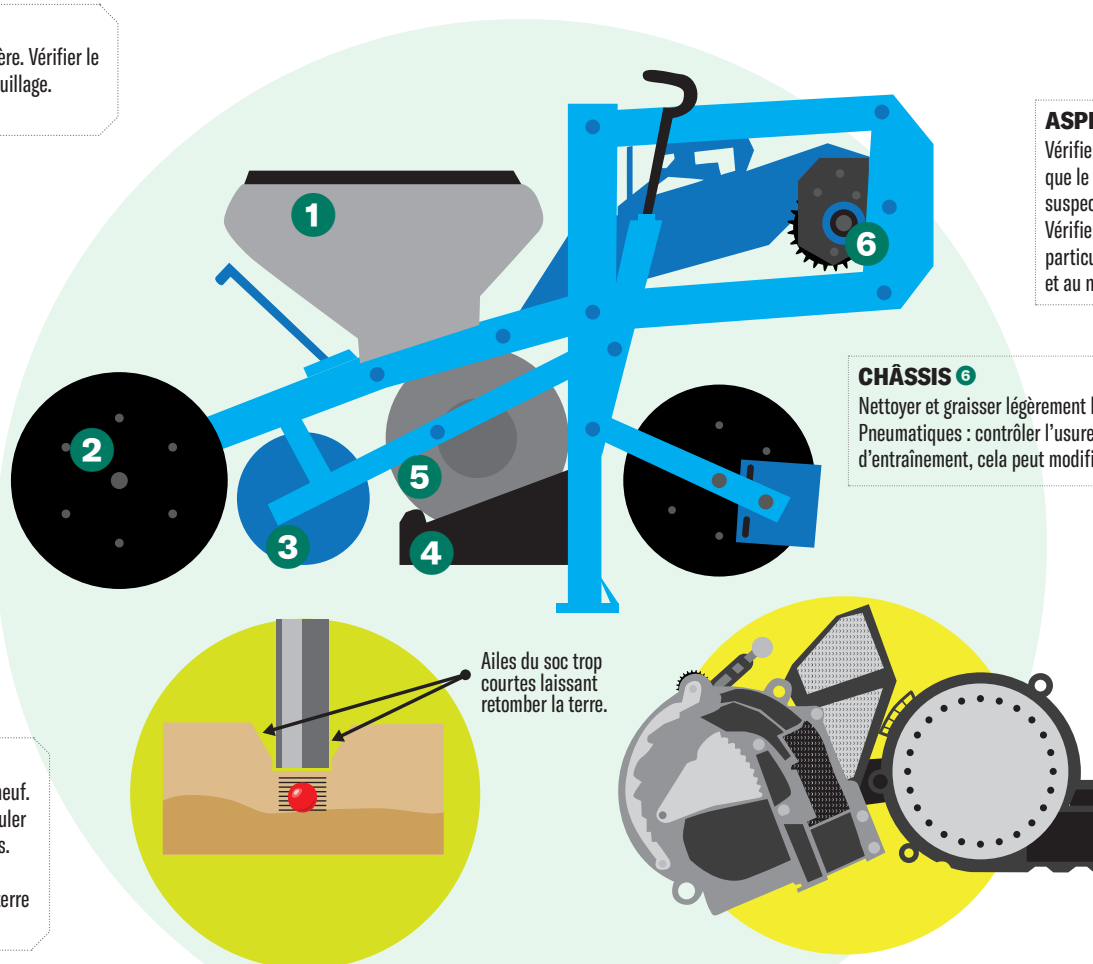 ère. Vérifier le
uillage.
ASPI
Vérifie
que le
suspec
Vérifie
particu
et au n
1
6
CHÂSSIS 6
Nettoyer et graisser légèrement l
Pneumatiques : contrôler l'usure
d'entraînement, cela peut modifi
2
5
3
4
Ailes du soc trop
courtes laissant
retomber la terre.
neuf.
uler
s.
terre